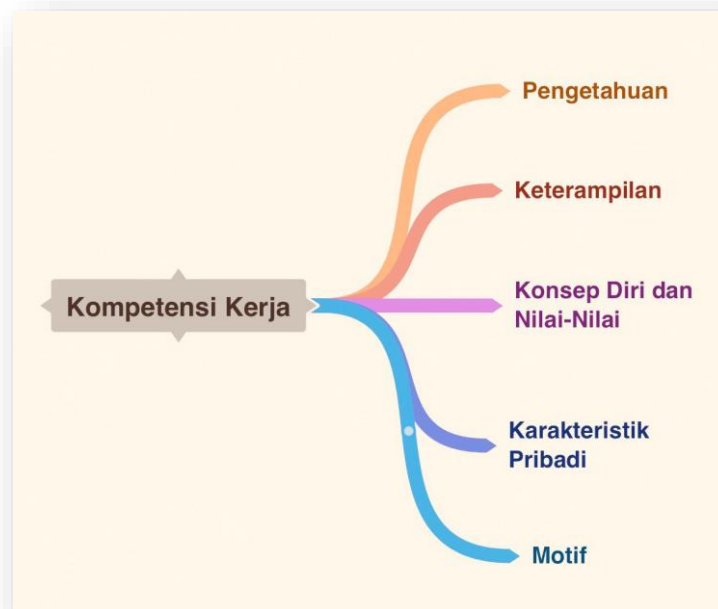 Pengetahuan
Keterampilan
Kompetensi Kerja
Konsep Diri dan
Nilai-Nilai
Karakteristik
Pribadi
Motif